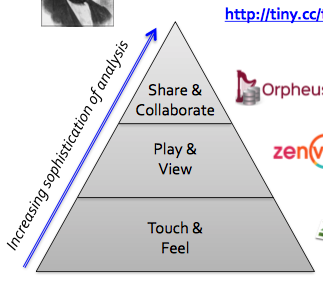 http://tiny.cc/
Increasing sophistication of analysis
Share &
Collaborate
Orpheus
Play &
View
zen
Touch &
Feel